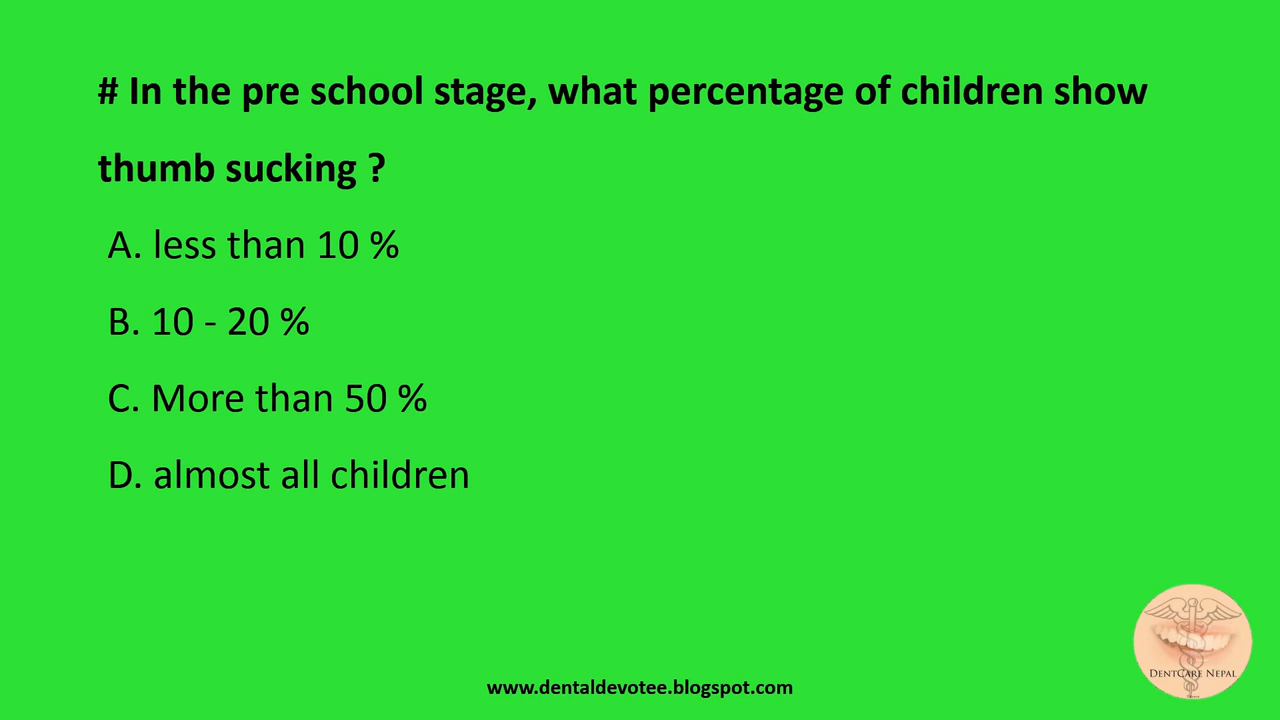 # In the pre school stage, what percentage of children show
thumb sucking ?
A. less than 10 %
B. 10 - 20 %
C. More than 50 %
D. almost all children
DENTCARE NEPAL
www.dentaldevotee.blogspot.com